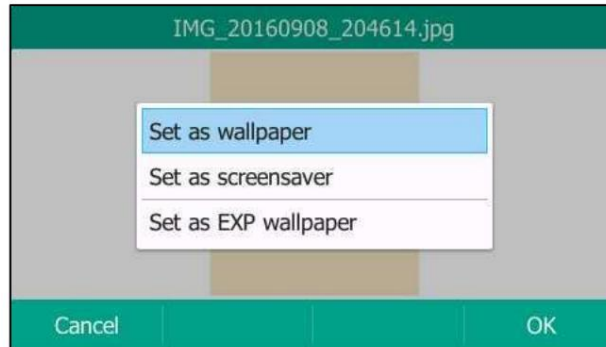 IMG_20160908_204614.jpg
Set as wallpaper
Set as screensaver
Set as EXP wallpaper
Cancel OK